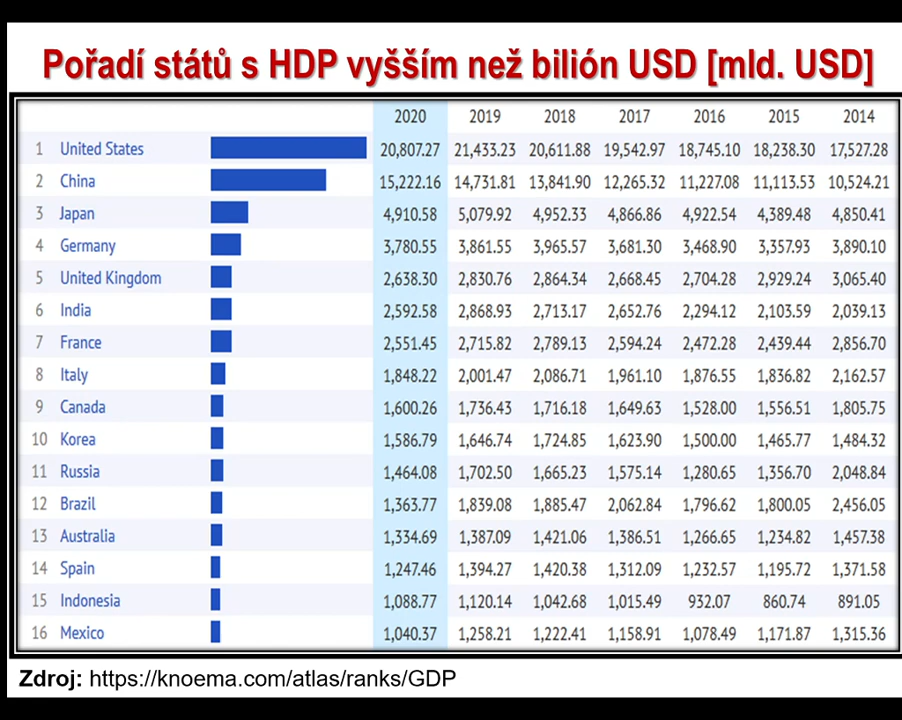 Pořadí států s HDP vyšším než bilión USD [mld. USD]
2020 2019 2018 2017 2016 2015 2014
1 United States 20,807.27 21,433.23 20,611.88 19,542.97 18,745.10 18,238.30 17,527.28
2 China 15,222.16 14,731.81 13,841.90 12,265.32 11,227.08 11,113.53 10,524.21
3 Japan 4,910.58 5,079.92 4,952.33 4,866.86 4,922.54 4,389.48 4,850.41
4 Germany 3,780.55 3,861.55 3,965.57 3,681.30 3,468.90 3,357.93 3,890.10
5 United Kingdom 2,638.30 2,830.76 2,864.34 2,668.45 2,704.28 2,929.24 3,065.40
6 India 2,592.58 2,868.93 2,713.17 2,652.76 2,294.12 2,103.59 2,039.13
7 France 2,551.45 2,715.82 2,789.13 2,594.24 2,472.28 2,439.44 2,856.70
8 Italy 1,848.22 2,001.47 2,086.71 1,961.10 1,876.55 1,836.82 2,162.57
9 Canada 1,600.26 1,736.43 1,716.18 1,649.63 1,528.00 1,556.51 1,805.75
10 Korea 1,586.79 1,646.74 1,724.85 1,623.90 1,500.00 1,465.77 1,484.32
11 Russia 1,464.08 1,702.50 1,665.23 1,575.14 1,280.65 1,356.70 2,048.84
12 Brazil 1,363.77 1,839.08 1,885.47 2,062.84 1,796.62 1,800.05 2,456.05
13 Australia 1,334.69 1,387.09 1,421.06 1,386.51 1,266.65 1,234.82 1,457.38
14 Spain 1,247.46 1,394.27 1,420.38 1,312.09 1,232.57 1,195.72 1,371.58
15 Indonesia 1,088.77 1,120.14 1,042.68 1,015.49 932.07 860.74 891.05
16 Mexico 1,040.37 1,258.21 1,222.41 1,158.91 1,078.49 1,171.87 1,315.36
Zdroj: https://knoema.com/atlas/ranks/GDP